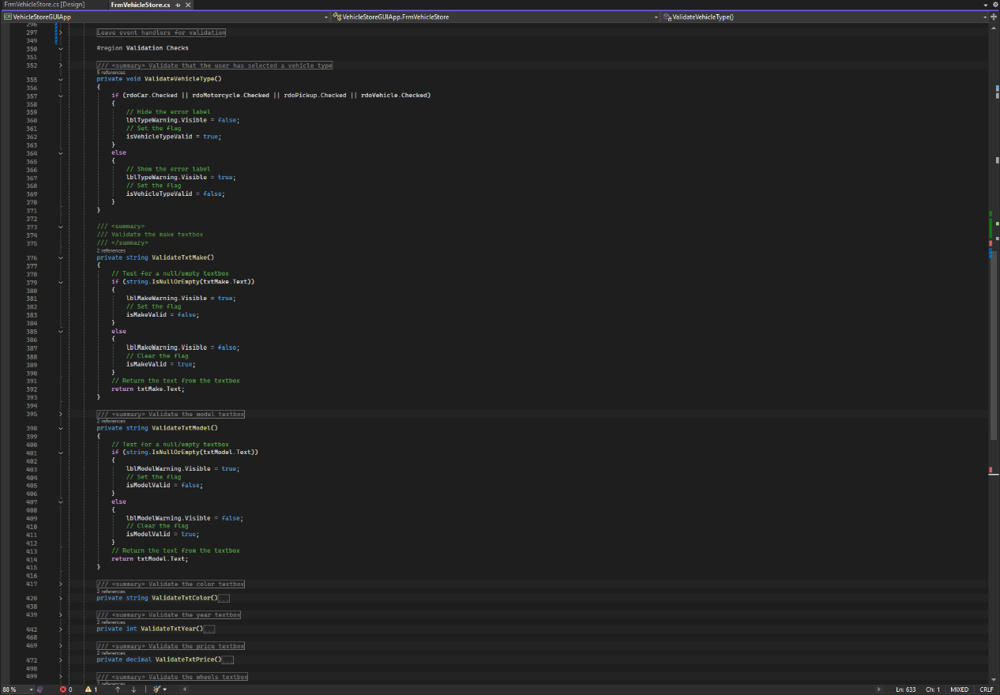 FrmVehicleStore.cs [Design]
FrmVehicleStore.cs
VehicleStoreGUIApp
VehicleStoreGUIApp.FrmVehicleStore
ValidateVehicleType()
296
297 Leave event handlers for validation
349
350 #region Validation Checks
351
352 /// <summary> Validate that the user has selected a vehicle type
5 references
355 private void ValidateVehicleType()
356 {
357 if (rdoCar.Checked || rdoMotorcycle.Checked || rdoPickup.Checked || rdoVehicle.Checked)
358 {
359 // Hide the error label
360 lblTypeWarning.Visible = false;
361 // Set the flag
362 isVehicleTypeValid = true;
363 }
364 else
365 {
366 // Show the error label
367 lblTypeWarning.Visible = true;
368 // Set the flag
369 isVehicleTypeValid = false;
370 }
371 }
372
373 /// <summary>
374 /// Validate the make textbox
375 /// </summary>
2 references
376 private string ValidateTxtMake()
377 {
378 // Test for a null/empty textbox
379 if (string.IsNullOrEmpty(txtMake.Text))
380 {
381 lblMakeWarning.Visible = true;
382 // Set the flag
383 isMakeValid = false;
384 }
385 else
386 {
387 lblMakeWarning.Visible = false;
388 // Clear the flag
389 isMakeValid = true;
390 }
391 // Return the text from the textbox
392 return txtMake.Text;
393 }
394
395 /// <summary> Validate the model textbox
2 references
398 private string ValidateTxtModel()
399 {
400 // Test for a null/empty textbox
401 if (string.IsNullOrEmpty(txtModel.Text))
402 {
403 lblModelWarning.Visible = true;
404 // Set the flag
405 isModelValid = false;
406 }
407 else
408 {
409 lblModelWarning.Visible = false;
410 // Clear the flag
411 isModelValid = true;
412 }
413 // Return the text from the textbox
414 return txtModel.Text;
415 }
416
417 /// <summary> Validate the color textbox
2 references
420 private string ValidateTxtColor()...
438
439 /// <summary> Validate the year textbox
2 references
442 private int ValidateTxtYear()...
468
469 /// <summary> Validate the price textbox
2 references
472 private decimal ValidateTxtPrice()...
498
499 /// <summary> Validate the wheels textbox
2 references
88 %
0
1
Ln: 633
Ch: 1
MIXED
CRLF